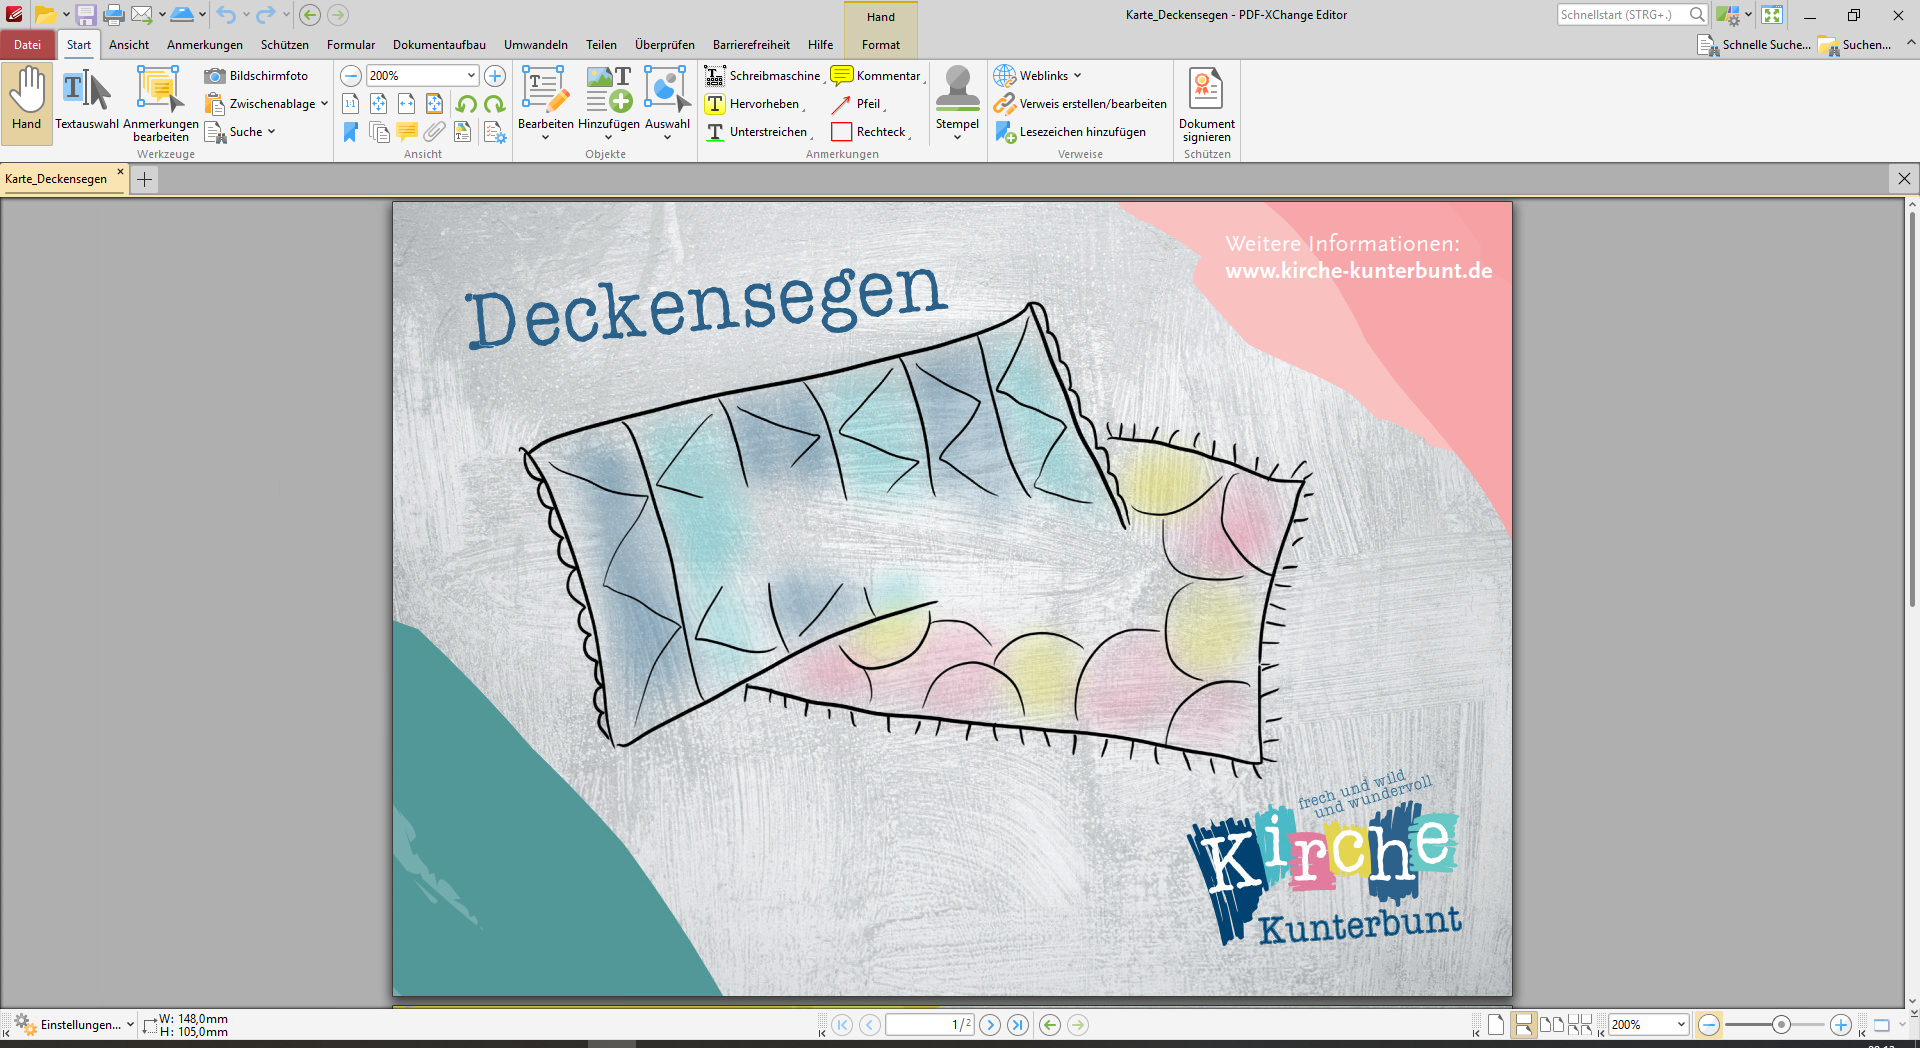 Karte_Deckensegen - PDF-XChange Editor
Schnellstart (STRG+.)
Hand
Datei Start Ansicht Anmerkungen Schützen Formular Dokumentaufbau Umwandeln Teilen Überprüfen Barrierefreiheit Hilfe Format
Schnelle Suche... Suchen...
Hand
Textauswahl
Anmerkungen
bearbeiten
Bildschirmfoto
Zwischenablage
Suche
Werkzeuge
200%
1:1
Ansicht
Bearbeiten
Hinzufügen
Auswahl
Objekte
Schreibmaschine
Hervorheben
Unterstreichen
Kommentar
Pfeil
Rechteck
Anmerkungen
Stempel
Weblinks
Verweis erstellen/bearbeiten
Lesezeichen hinzufügen
Verweise
Dokument
signieren
Schützen
Karte_Deckensegen
Weitere Informationen:
www.kirche-kunterbunt.de
Deckensegen
frech und wild
und wundervoll
Kirche
Kunterbunt
Einstellungen...
W: 148,0mm
H: 105,0mm
1/2
200%